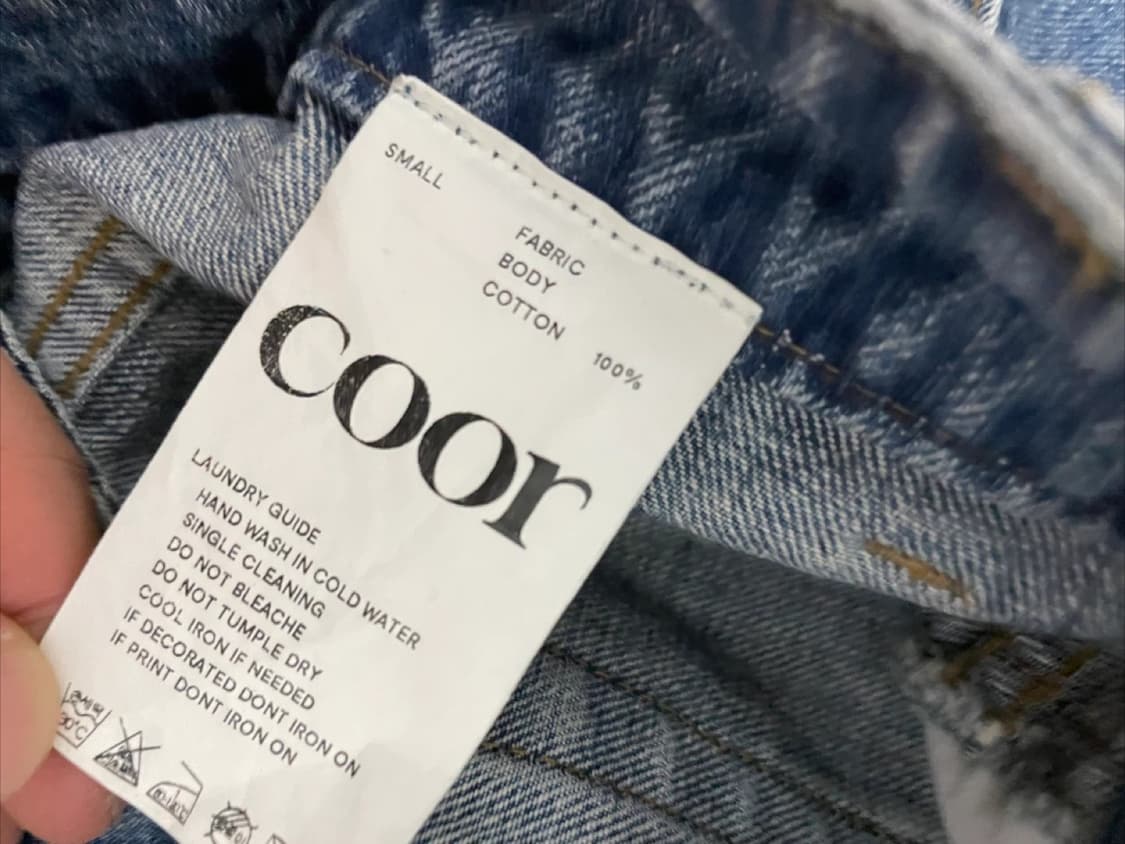 SMALL
FABRIC
BODY
COTTON 100%
coor
LAUNDRY GUIDE
HAND WASH IN COLD WATER
SINGLE CLEANING
DO NOT BLEACHE
DO NOT TUMPLE DRY
COOL IRON IF NEEDED
IF DECORATED DONT IRON ON
IF PRINT DONT IRON ON
30°C